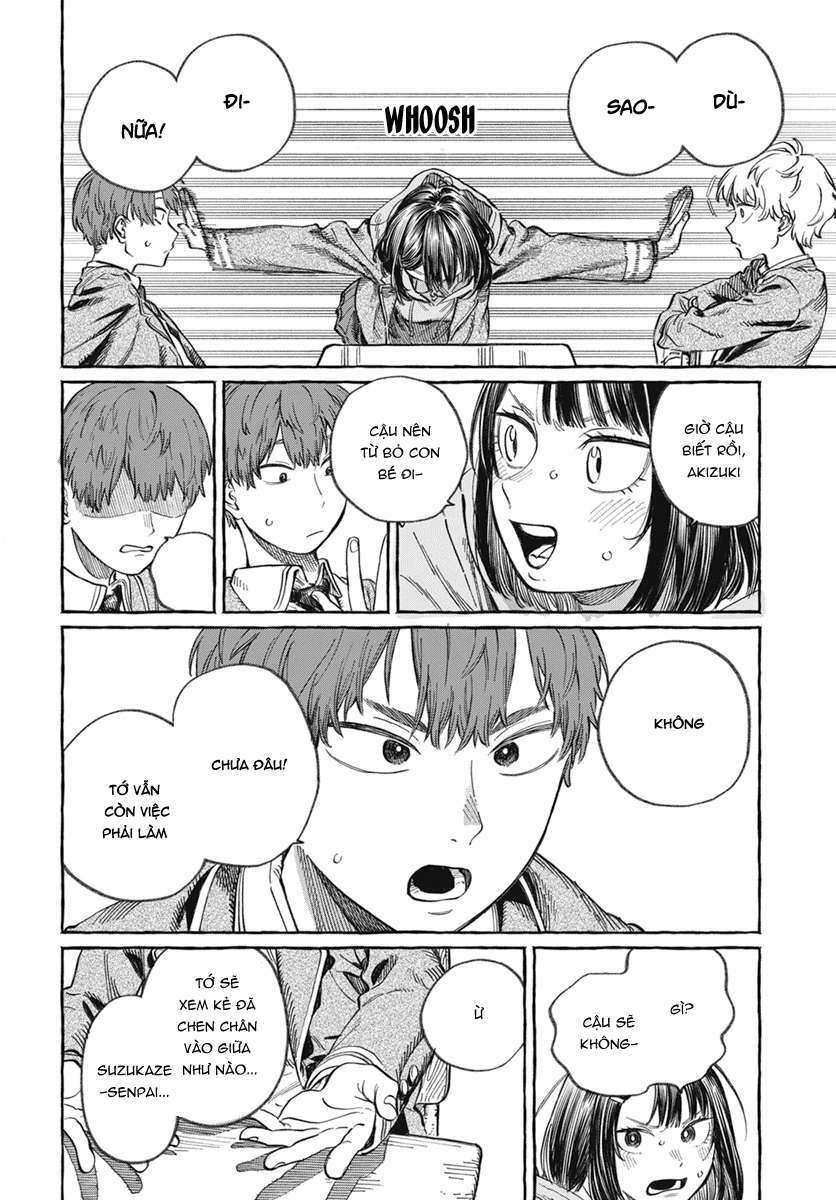 DÙ-
SAO-
WHOOSH
ĐI-
NỮA!
GIỜ CẬU
BIẾT RỒI,
AKIZUKI
CẬU NÊN
TỪ BỎ CON
BÉ ĐI-
KHÔNG
CHƯA ĐÂU!
TỚ VẪN
CÒN VIỆC
PHẢI LÀM
GÌ?
CẬU SẼ
KHÔNG-
Ừ
TỚ SẼ
XEM KẺ ĐÃ
CHEN CHÂN
VÀO GIỮA
NHƯ NÀO...
SUZUKAZE-
SENPAI...